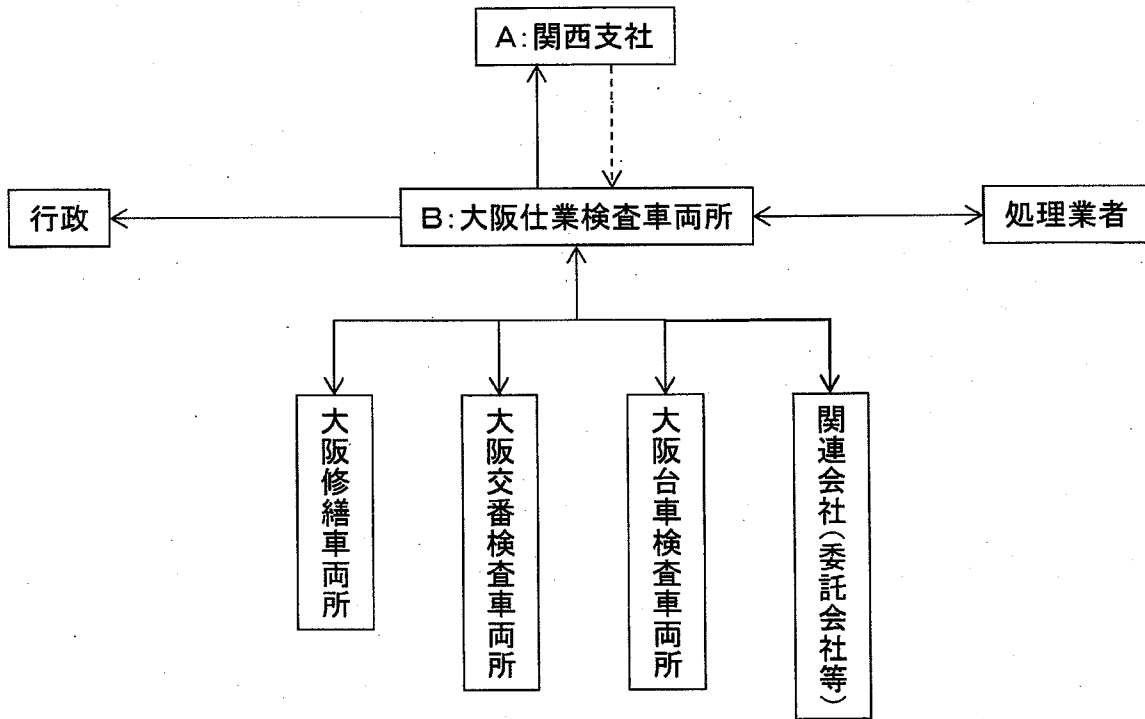 A:関西支社
行政
B:大阪仕業検査車両所
処理業者
大阪修繕車両所
大阪交番検査車両所
大阪台車検査車両所
関連会社(委託会社等)